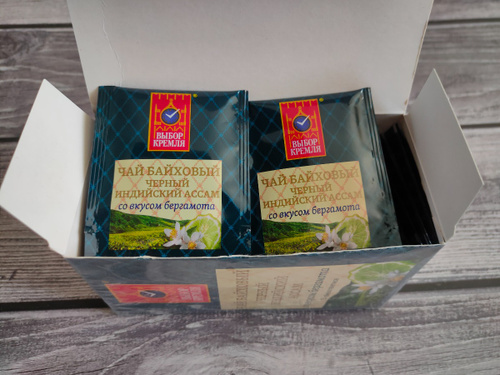 ВЫБОР
КРЕМЛЯ
ЧАЙ БАЙХОВЫЙ
ЧЕРНЫЙ
ИНДИЙСКИЙ АССАМ
со вкусом бергамота
ВЫБОР
КРЕМЛЯ
ЧАЙ БАЙХОВЫЙ
ЧЕРНЫЙ
ИНДИЙСКИЙ АССАМ
со вкусом бергамота